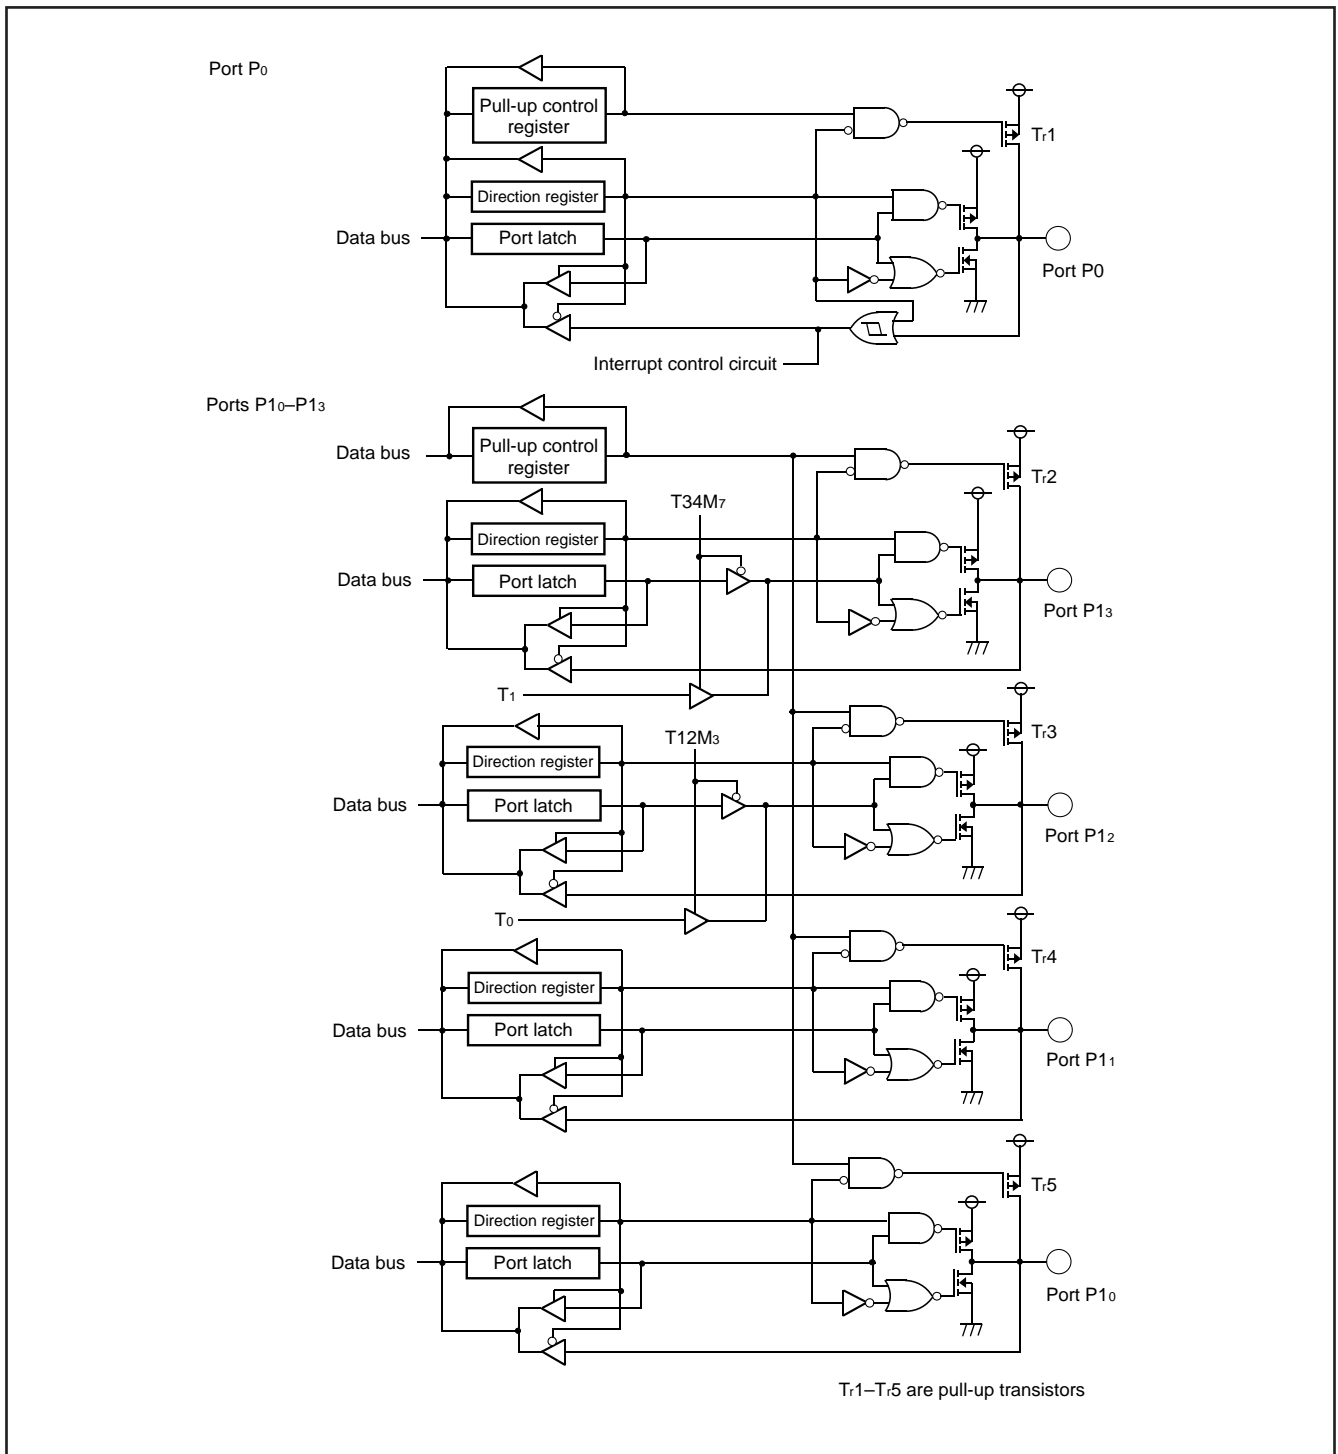 Port P0
Pull-up control
register
Tr1
Direction register
Data bus
Port latch
Port P0
Interrupt control circuit
Ports P10–P13
Data bus
Pull-up control
register
Tr2
T34M7
Direction register
Data bus
Port latch
Port P13
T1
Tr3
T12M3
Direction register
Data bus
Port latch
Port P12
T0
Tr4
Direction register
Data bus
Port latch
Port P11
Tr5
Direction register
Data bus
Port latch
Port P10
Tr1–Tr5 are pull-up transistors